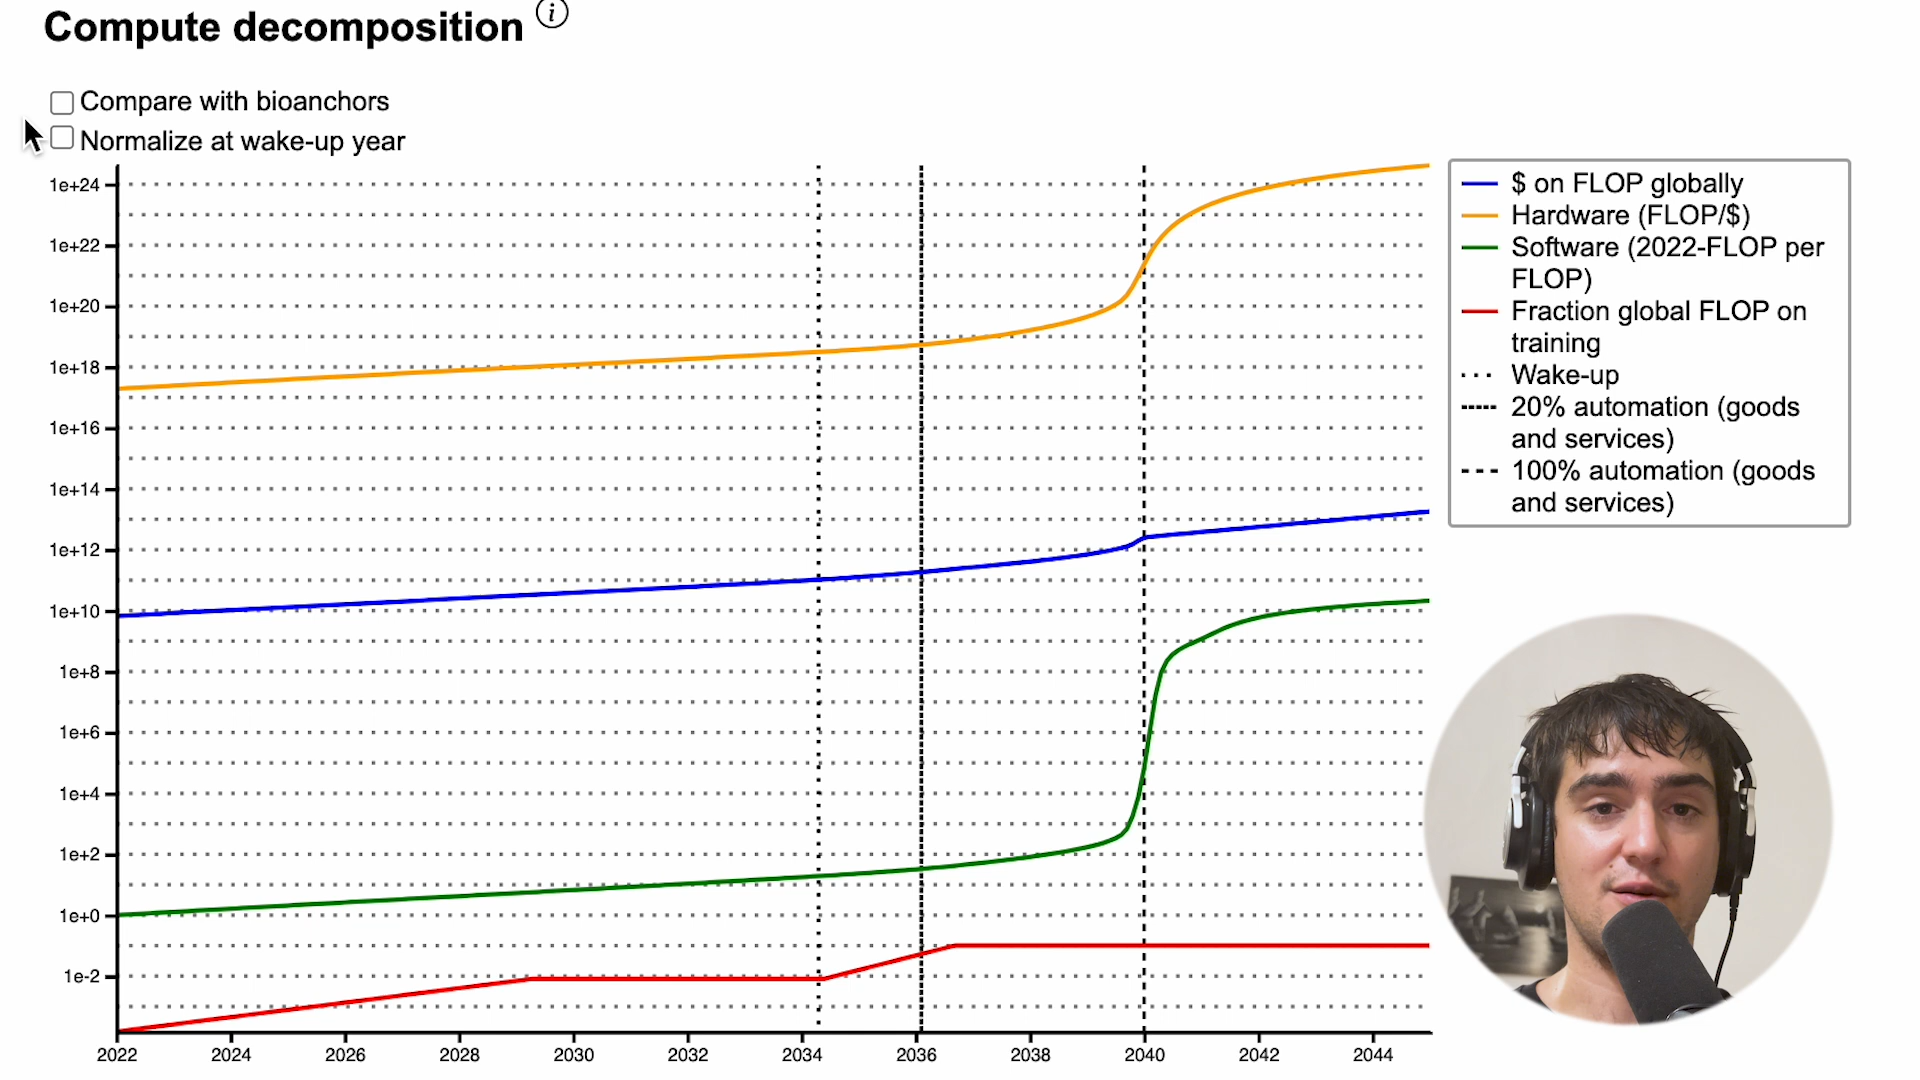 Compute decomposition i
Compare with bioanchors
Normalize at wake-up year
1e+24
1e+22
1e+20
1e+18
1e+16
1e+14
1e+12
1e+10
1e+8
1e+6
1e+4
1e+2
1e+0
1e-2
2022 2024 2026 2028 2030 2032 2034 2036 2038 2040 2042 2044
$ on FLOP globally
Hardware (FLOP/$)
Software (2022-FLOP per
FLOP)
Fraction global FLOP on
training
Wake-up
20% automation (goods
and services)
100% automation (goods
and services)